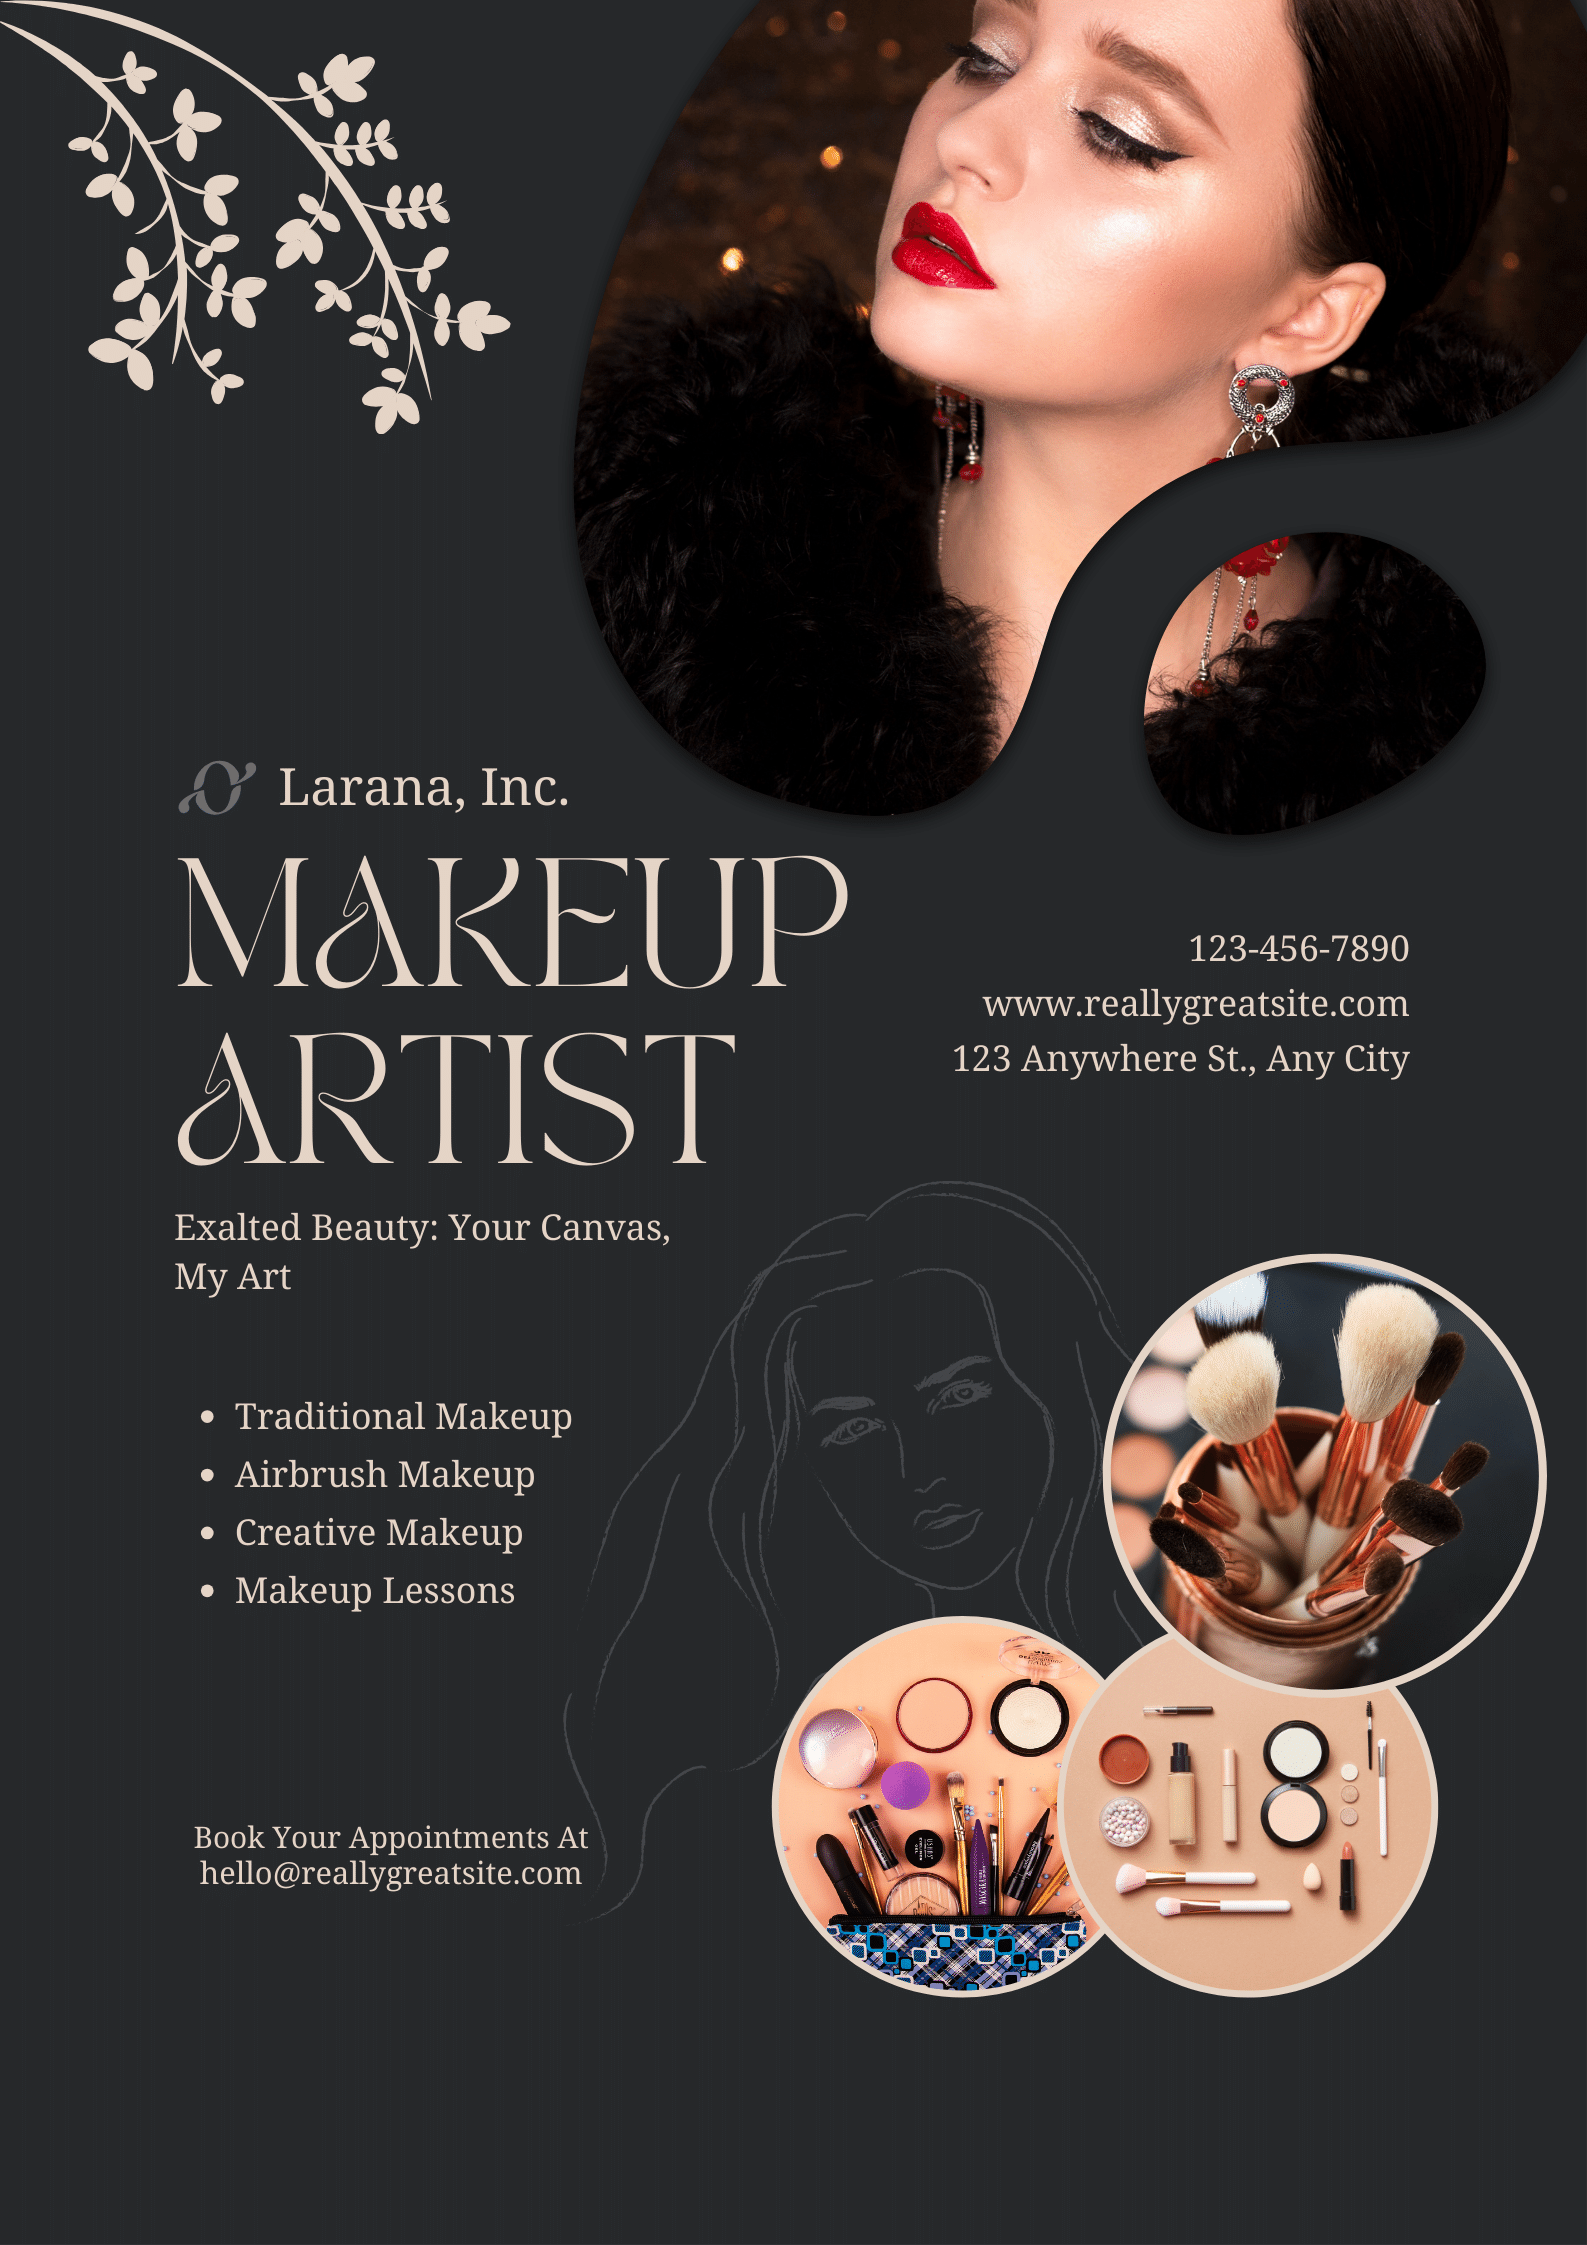 Larana, Inc.
MAKEUP
ARTIST
123-456-7890
www.reallygreatsite.com
123 Anywhere St., Any City
Exalted Beauty: Your Canvas,
My Art
• Traditional Makeup
• Airbrush Makeup
• Creative Makeup
• Makeup Lessons
Book Your Appointments At
hello@reallygreatsite.com